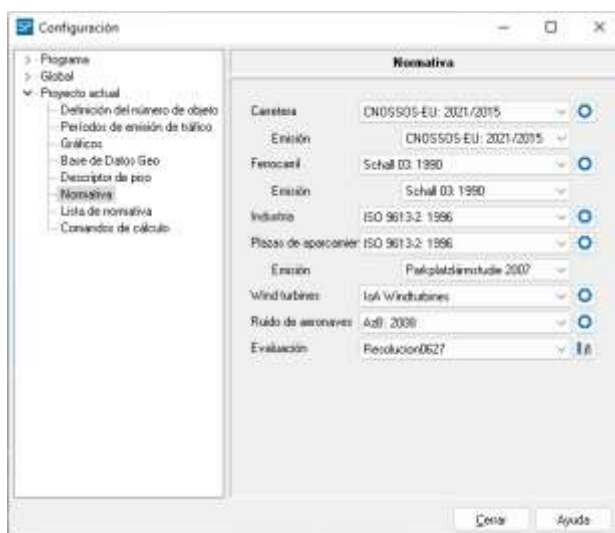 SP Configuración
Programa
Global
Proyecto actual
Definición del número de objeto
Períodos de emisión de tráfico
Gráficos
Base de Datos Geo
Descriptor de piso
Normativa
Lista de normativa
Comandos de cálculo
Normativa
Carretera CNOSSOS-EU: 2021/2015
Emisión CNOSSOS-EU: 2021/2015
Ferrocarril Schall 03: 1990
Emisión Schall 03: 1990
Industria ISO 9613-2: 1996
Plazas de aparcamier ISO 9613-2: 1996
Emisión Parkplatzlärmstudie 2007
Wind turbines IoA Windturbines
Ruido de aeronaves AzB: 2008
Evaluación Resolucion0627
Cerrar Ayuda